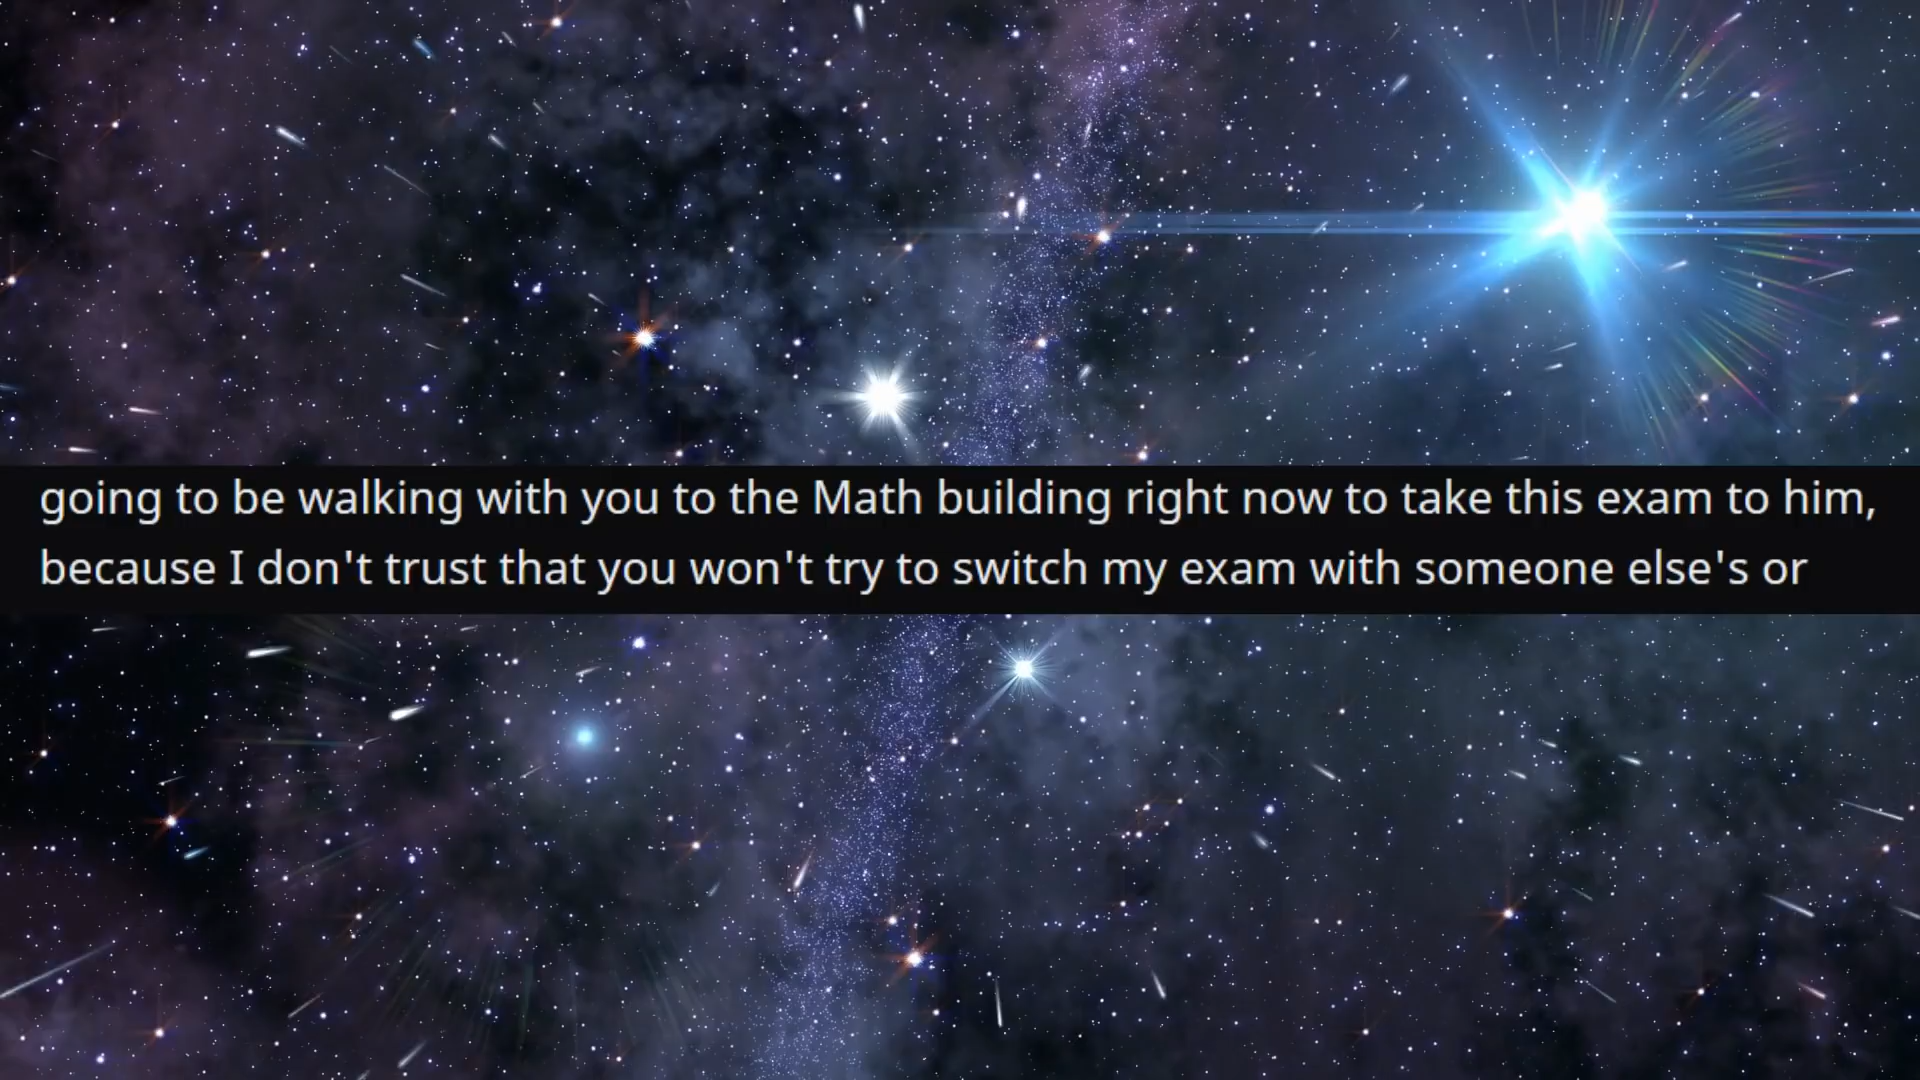 going to be walking with you to the Math building right now to take this exam to him,
because I don't trust that you won't try to switch my exam with someone else's or